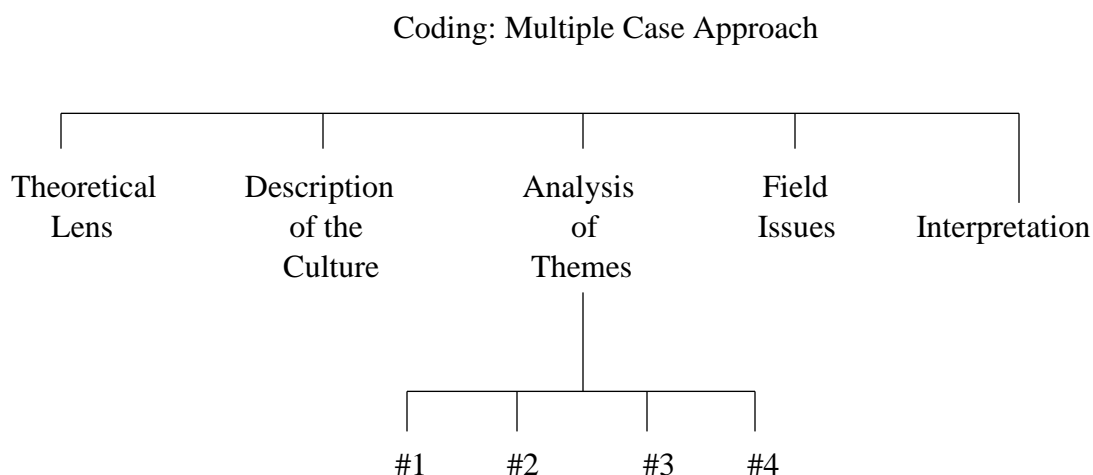 Coding: Multiple Case Approach
Theoretical
Lens
Description
of the
Culture
Analysis
of
Themes
Field
Issues
Interpretation
#1
#2
#3
#4